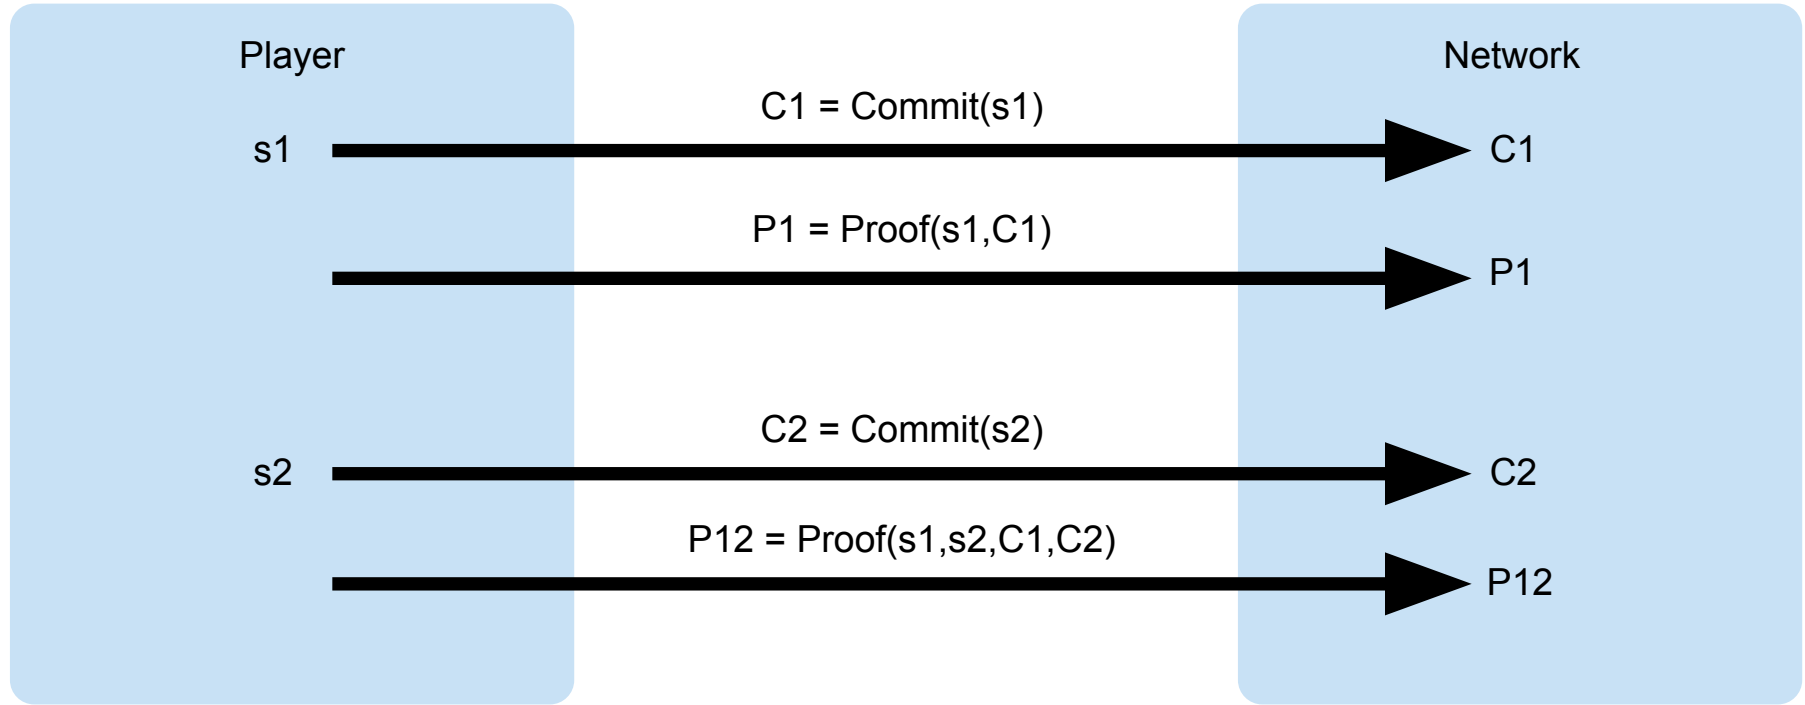 Player
Network
C1 = Commit(s1)
s1
C1
P1 = Proof(s1,C1)
P1
C2 = Commit(s2)
s2
C2
P12 = Proof(s1,s2,C1,C2)
P12